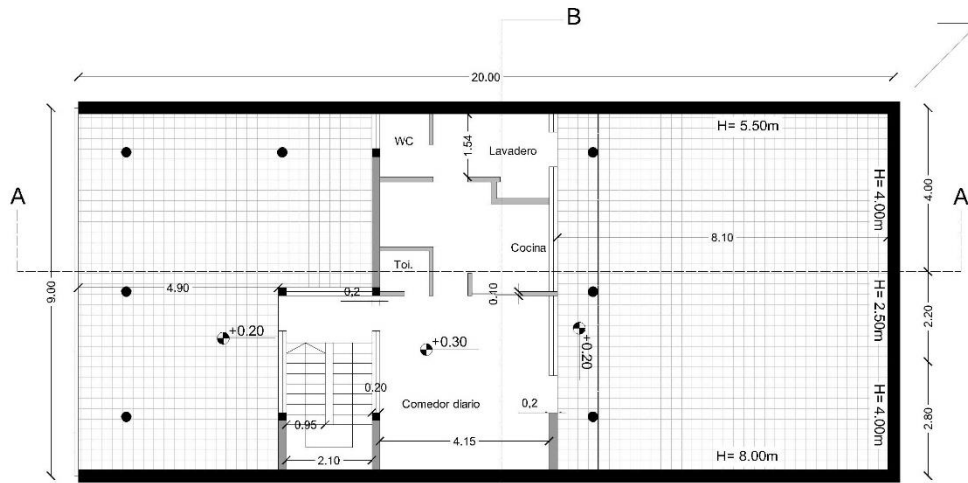 B
20.00
H= 5.50m
WC
1.54
Lavadero
4.00
H= 4.00m
A
A
8.10
Cocina
Toi.
4.90
9.00
0,2
0.10
H= 2.50m
2.20
+0.20
+0.30
+0.20
0.20
Comedor diario
0,2
0.95
H= 4.00m
2.80
4.15
2.10
H= 8.00m